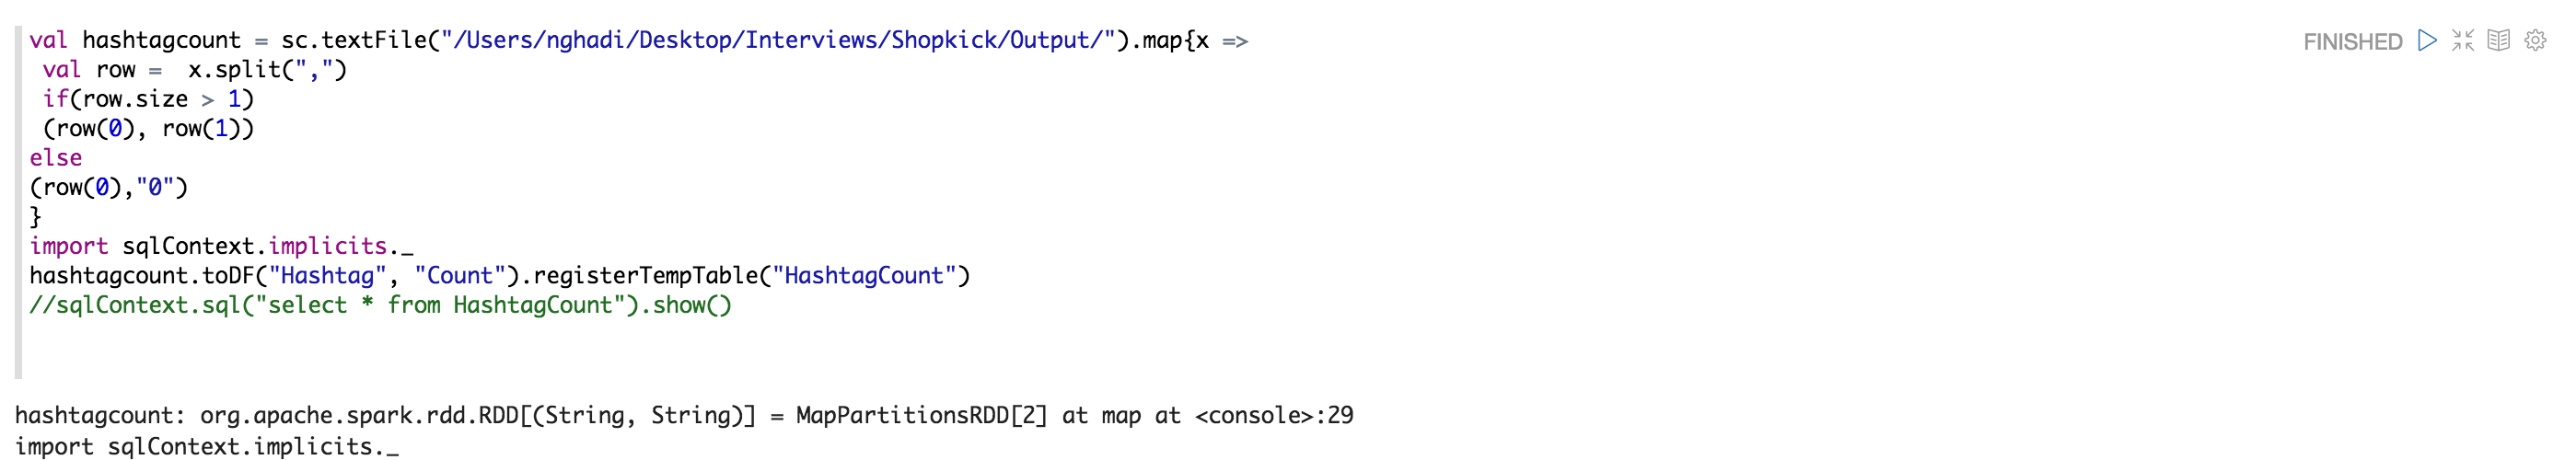 val hashtagcount = sc.textFile("/Users/nghadi/Desktop/Interviews/Shopkick/Output/").map{x =>
FINISHED
 val row =  x.split(",")
 if(row.size > 1)
 (row(0), row(1))
else
(row(0),"0")
}
import sqlContext.implicits._
hashtagcount.toDF("Hashtag", "Count").registerTempTable("HashtagCount")
//sqlContext.sql("select * from HashtagCount").show()
hashtagcount: org.apache.spark.rdd.RDD[(String, String)] = MapPartitionsRDD[2] at map at <console>:29
import sqlContext.implicits._